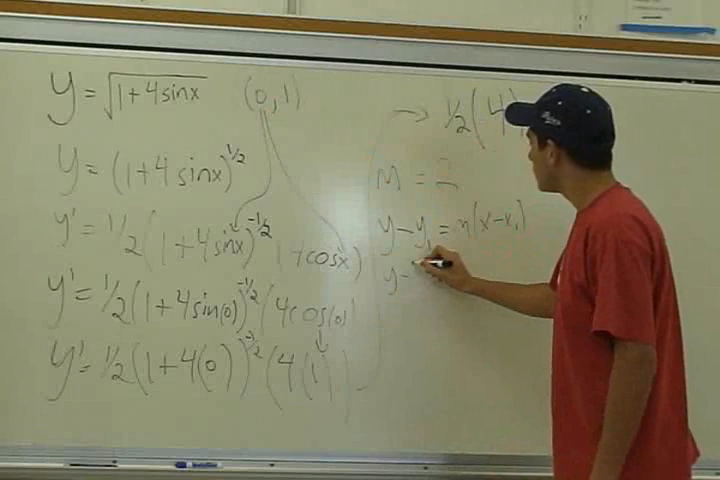 y = √1+4sinx (0,1)
y = (1+4 sinx)^1/2
y' = 1/2 (1+4sinx)^-1/2 (4cosx)
y' = 1/2 (1+4sin(0))^-1/2 (4cos(0)
y' = 1/2 (1+4(0))^-1/2 (4(1))
→ 1/2(4)
m = 2
y-y₁ = m(x-x₁)
y-